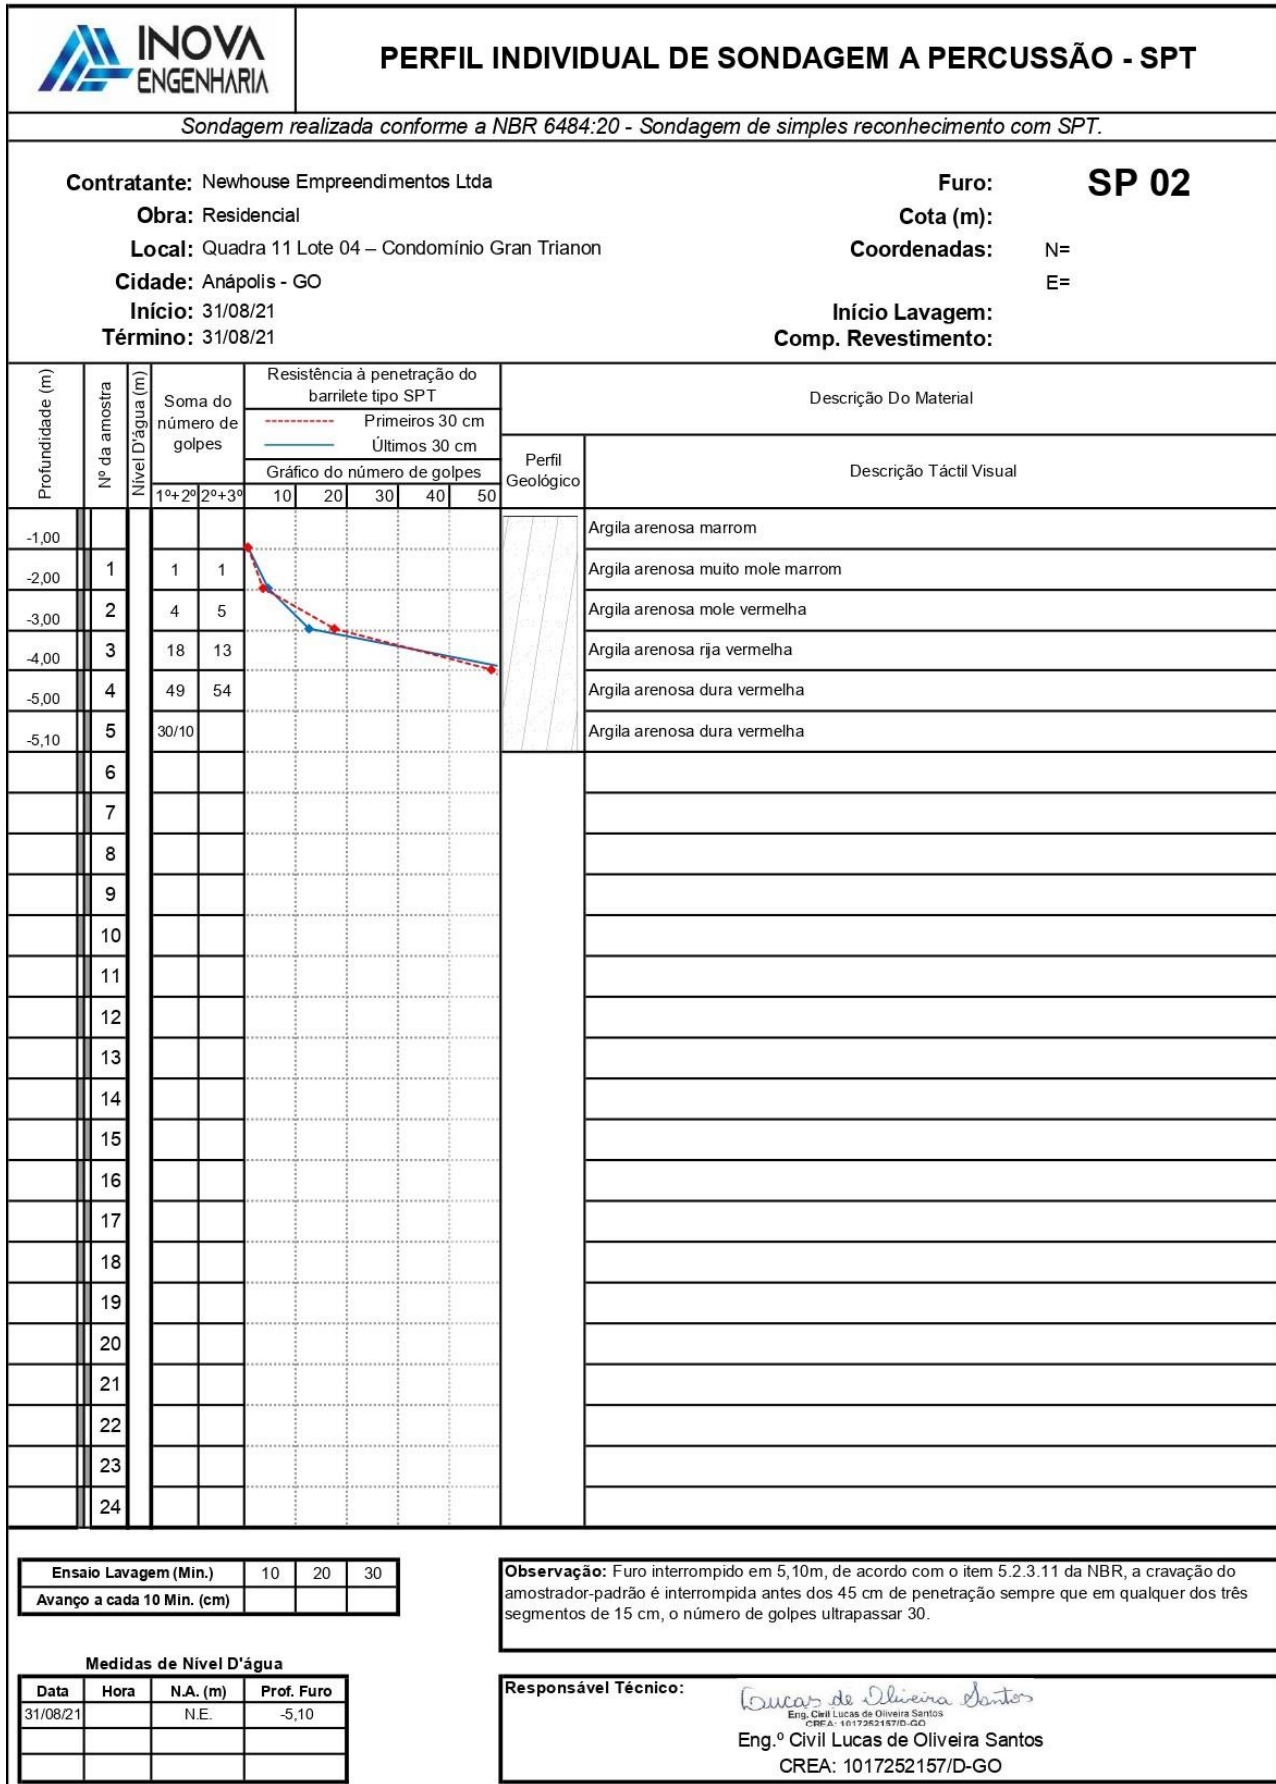 INOVA
ENGENHARIA
PERFIL INDIVIDUAL DE SONDAGEM A PERCUSSÃO - SPT
Sondagem realizada conforme a NBR 6484:20 - Sondagem de simples reconhecimento com SPT.
Contratante: Newhouse Empreendimentos Ltda
Furo: SP 02
Obra: Residencial
Cota (m):
Local: Quadra 11 Lote 04 – Condomínio Gran Trianon
Coordenadas: N=
Cidade: Anápolis - GO
E=
Início: 31/08/21
Início Lavagem:
Término: 31/08/21
Comp. Revestimento:
Profundidade (m)
Nº da amostra
Nível D'água (m)
Soma do
número de
golpes
1º+2º 2º+3º
Resistência à penetração do
barrilete tipo SPT
Primeiros 30 cm
Últimos 30 cm
Gráfico do número de golpes
10 20 30 40 50
Descrição Do Material
Perfil
Geológico
Descrição Táctil Visual
-1,00 Argila arenosa marrom
-2,00 1 1 1 Argila arenosa muito mole marrom
-3,00 2 4 5 Argila arenosa mole vermelha
-4,00 3 18 13 Argila arenosa rija vermelha
-5,00 4 49 54 Argila arenosa dura vermelha
-5,10 5 30/10 Argila arenosa dura vermelha
6
7
8
9
10
11
12
13
14
15
16
17
18
19
20
21
22
23
24
Ensaio Lavagem (Min.) 10 20 30
Avanço a cada 10 Min. (cm)
Observação: Furo interrompido em 5,10m, de acordo com o item 5.2.3.11 da NBR, a cravação do
amostrador-padrão é interrompida antes dos 45 cm de penetração sempre que em qualquer dos três
segmentos de 15 cm, o número de golpes ultrapassar 30.
Medidas de Nível D'água
Data Hora N.A. (m) Prof. Furo
31/08/21 N.E. -5,10
Responsável Técnico:
Lucas de Oliveira Santos
Eng. Civil Lucas de Oliveira Santos
CREA: 1017252157/D-GO
Eng.º Civil Lucas de Oliveira Santos
CREA: 1017252157/D-GO